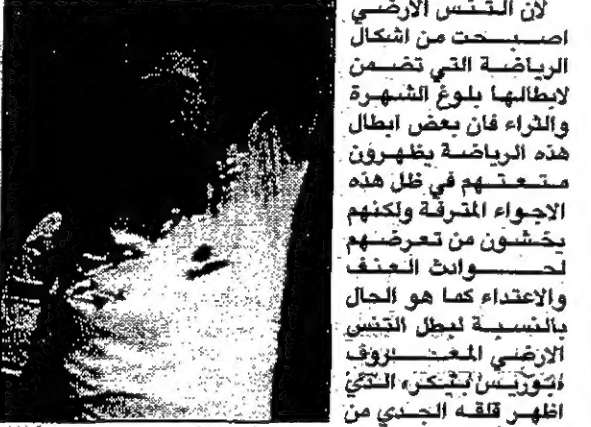 لان التنس الارضي
اصبحت من اشكال
الرياضة التي تضمن
لابطالها بلوغ الشهرة
والثراء فان بعض ابطال
هذه الرياضة يظهرون
متعتهم في ظل هذه
الاجواء المترفة ولكنهم
يخشون من تعرضهم
لحوادث العنف
والاعتداء كما هو الحال
بالنسبة لبطل التنس
الارضي المعروف
بيكر، الذي
اظهر قلقه الجدي من